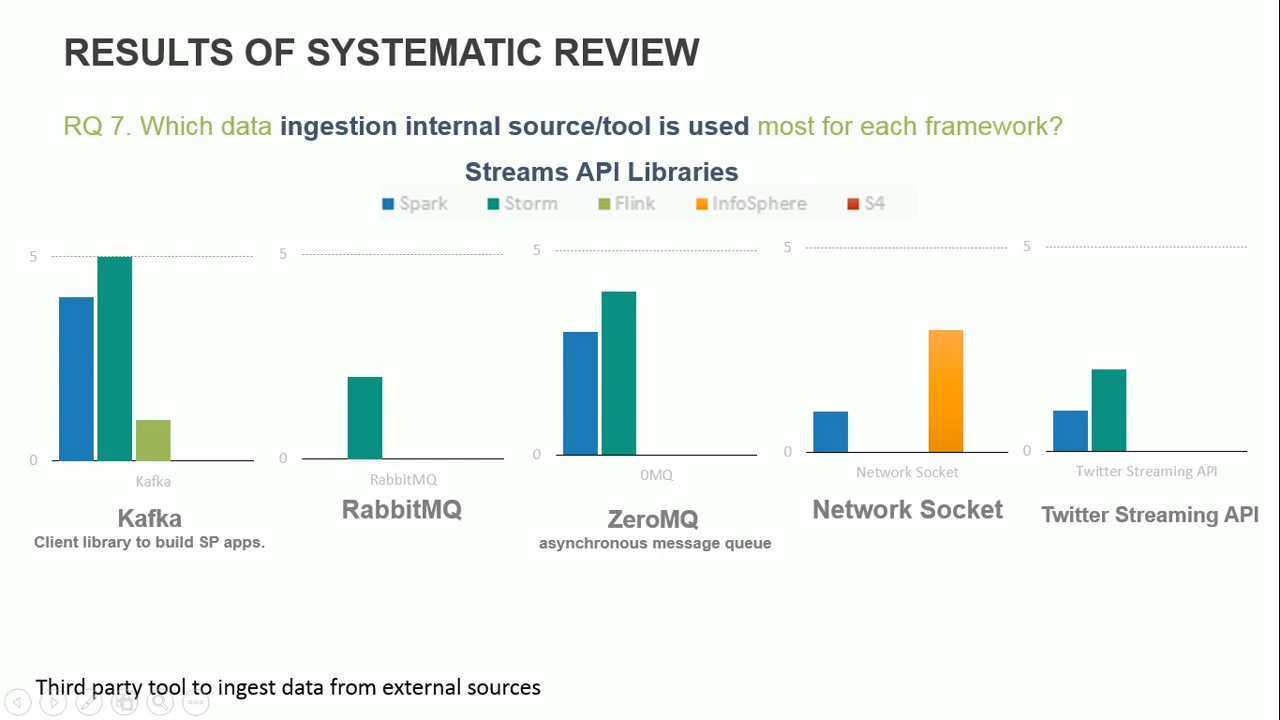 RESULTS OF SYSTEMATIC REVIEW
RQ 7. Which data ingestion internal source/tool is used most for each framework?
Streams API Libraries
Spark Storm Flink InfoSphere S4
5
0
Kafka
Kafka
Client library to build SP apps.
5
0
RabbitMQ
RabbitMQ
5
0
0MQ
ZeroMQ
asynchronous message queue
5
0
Network Socket
Network Socket
5
0
Twitter Streaming API
Twitter Streaming API
Third party tool to ingest data from external sources